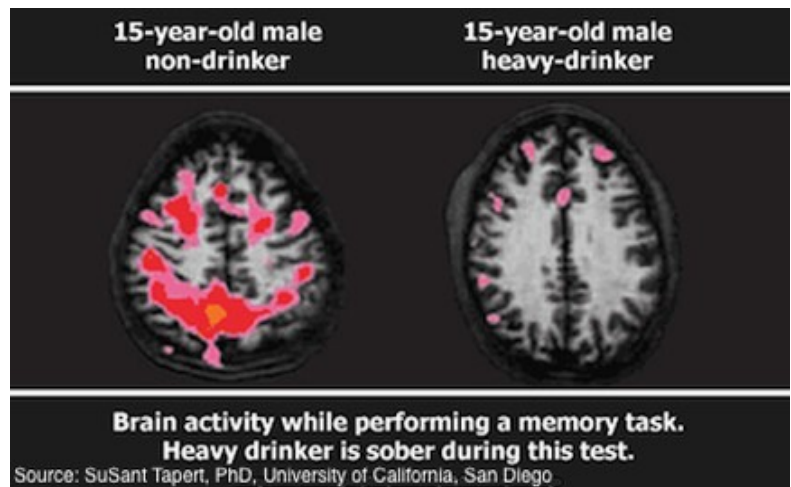 15-year-old male
non-drinker
15-year-old male
heavy-drinker
Brain activity while performing a memory task.
Heavy drinker is sober during this test.
Source: SuSant Tapert, PhD, University of California, San Diego